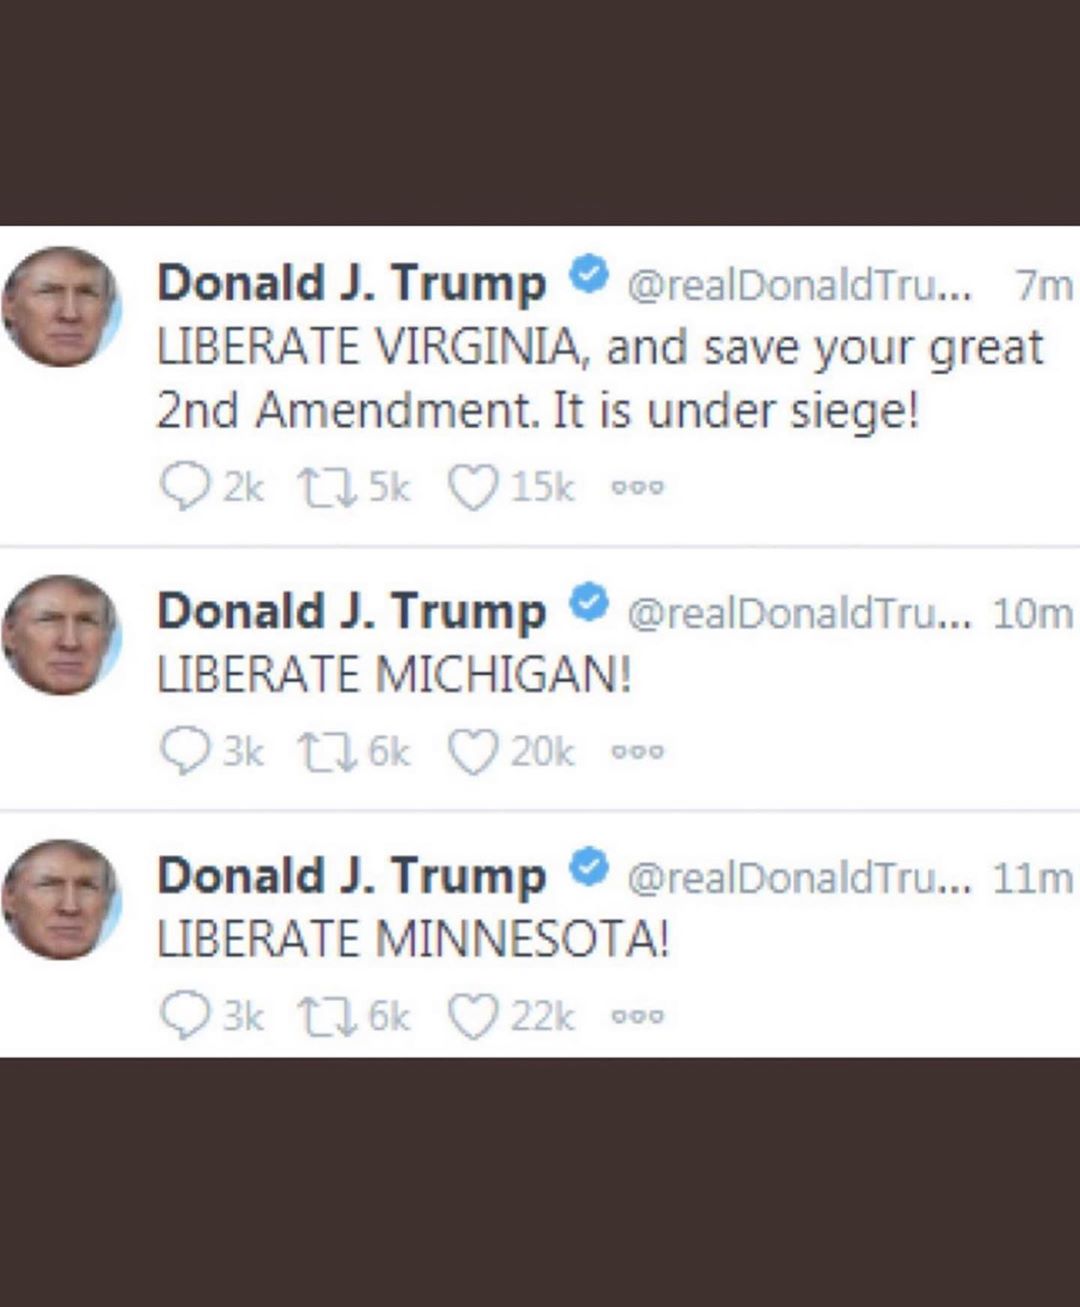 Donald J. Trump @realDonaldTru... 7m
LIBERATE VIRGINIA, and save your great
2nd Amendment. It is under siege!
2k 5k 15k
Donald J. Trump @realDonaldTru... 10m
LIBERATE MICHIGAN!
3k 6k 20k
Donald J. Trump @realDonaldTru... 11m
LIBERATE MINNESOTA!
3k 6k 22k